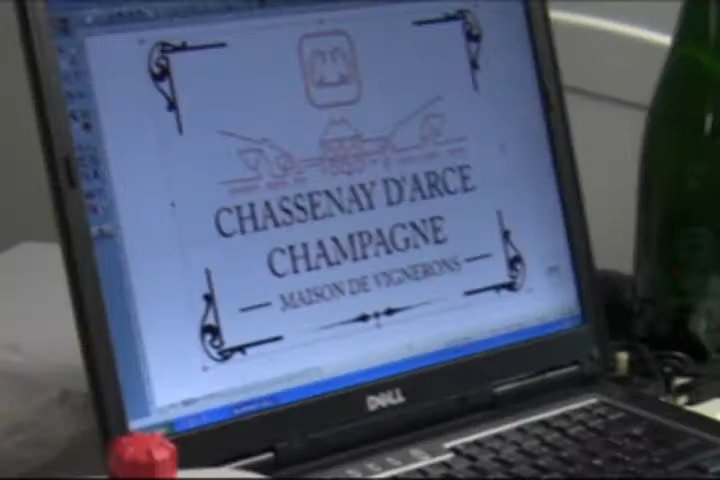 CHASSENAY D'ARCE
CHAMPAGNE
MAISON DE VIGNERONS
DELL